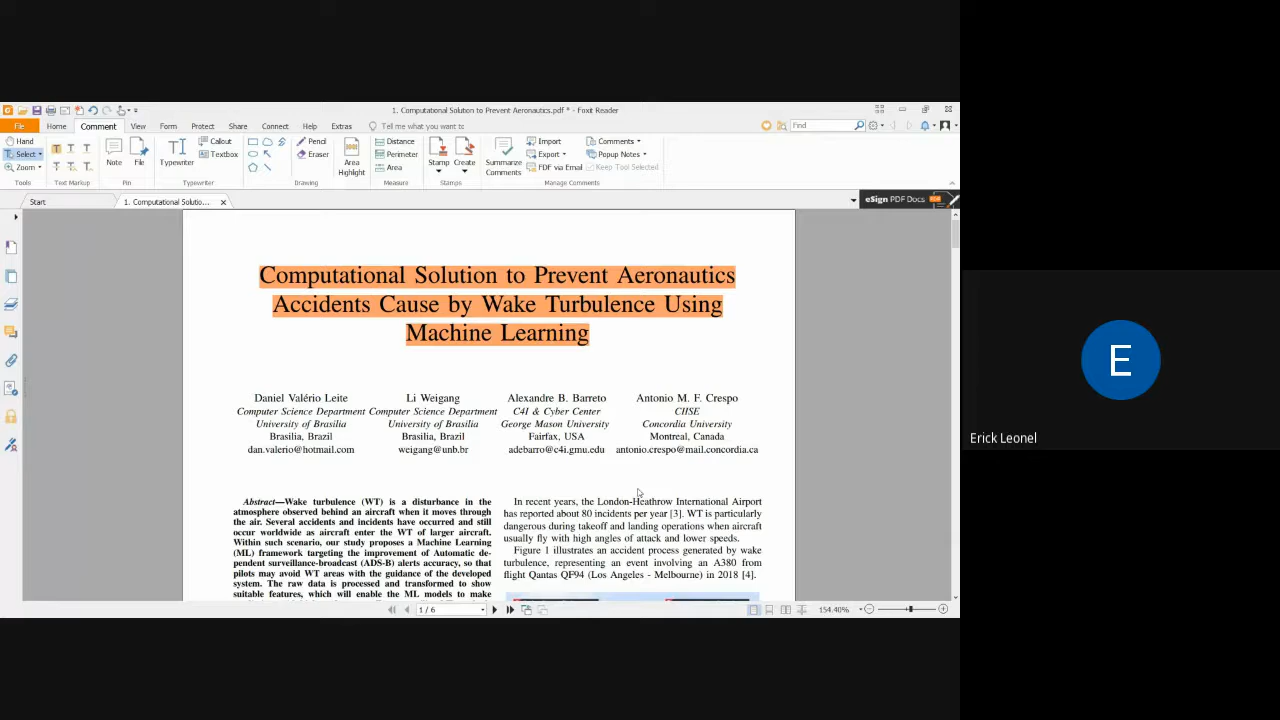 1. Computational Solution to Prevent Aeronautics.pdf * - Foxit Reader
File Home Comment View Form Protect Share Connect Help Extras Tell me what you want to Find
Hand
Select
Zoom
Tools
T T T
T T T
Text Markup
Note
File
Pin
Typewriter
Callout
Textbox
Typewriter
Pencil
Eraser
Drawing
Area
Highlight
Distance
Perimeter
Area
Measure
Stamp
Create
Stamps
Summarize
Comments
Import
Export
FDF via Email
Comments
Popup Notes
Keep Tool Selected
Manage Comments
Start
1. Computational Solutio...
eSign PDF Docs
Computational Solution to Prevent Aeronautics
Accidents Cause by Wake Turbulence Using
Machine Learning
Daniel Valério Leite
Computer Science Department
University of Brasilia
Brasilia, Brazil
dan.valerio@hotmail.com
Li Weigang
Computer Science Department
University of Brasilia
Brasilia, Brazil
weigang@unb.br
Alexandre B. Barreto
C4I & Cyber Center
George Mason University
Fairfax, USA
adebarro@c4i.gmu.edu
Antonio M. F. Crespo
CIISE
Concordia University
Montreal, Canada
antonio.crespo@mail.concordia.ca
Abstract—Wake turbulence (WT) is a disturbance in the
atmosphere observed behind an aircraft when it moves through
the air. Several accidents and incidents have occurred and still
occur worldwide as aircraft enter the WT of larger aircraft.
Within such scenario, our study proposes a Machine Learning
(ML) framework targeting the improvement of Automatic de-
pendent surveillance-broadcast (ADS-B) alerts accuracy, so that
pilots may avoid WT areas with the guidance of the developed
system. The raw data is processed and transformed to show
suitable features, which will enable the ML models to make
In recent years, the London-Heathrow International Airport
has reported about 80 incidents per year [3]. WT is particularly
dangerous during takeoff and landing operations when aircraft
usually fly with high angles of attack and lower speeds.
Figure 1 illustrates an accident process generated by wake
turbulence, representing an event involving an A380 from
flight Qantas QF94 (Los Angeles - Melbourne) in 2018 [4].
1 / 6
154.40%
E
Erick Leonel